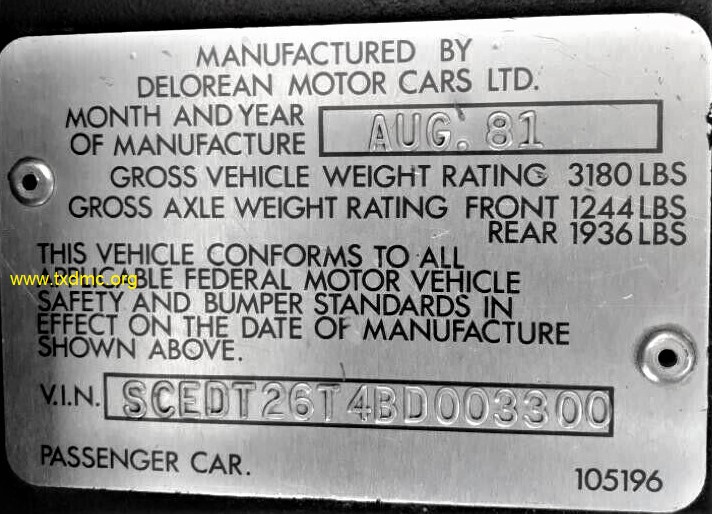 MANUFACTURED BY
DELOREAN MOTOR CARS LTD.
MONTH AND YEAR
OF MANUFACTURE AUG. 81
GROSS VEHICLE WEIGHT RATING 3180 LBS
GROSS AXLE WEIGHT RATING FRONT 1244 LBS
REAR 1936 LBS
THIS VEHICLE CONFORMS TO ALL
www.txdmc.org
FEDERAL MOTOR VEHICLE
SAFETY AND BUMPER STANDARDS IN
EFFECT ON THE DATE OF MANUFACTURE
SHOWN ABOVE.
V.I.N. SCEDT26T4BD003300
PASSENGER CAR.
105196